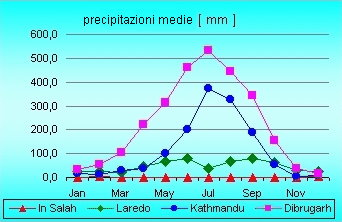 precipitazioni medie [ mm ]
600,0
500,0
400,0
300,0
200,0
100,0
0,0
Jan Mar May Jul Sep Nov
In Salah Laredo Kathmandu Dibrugarh